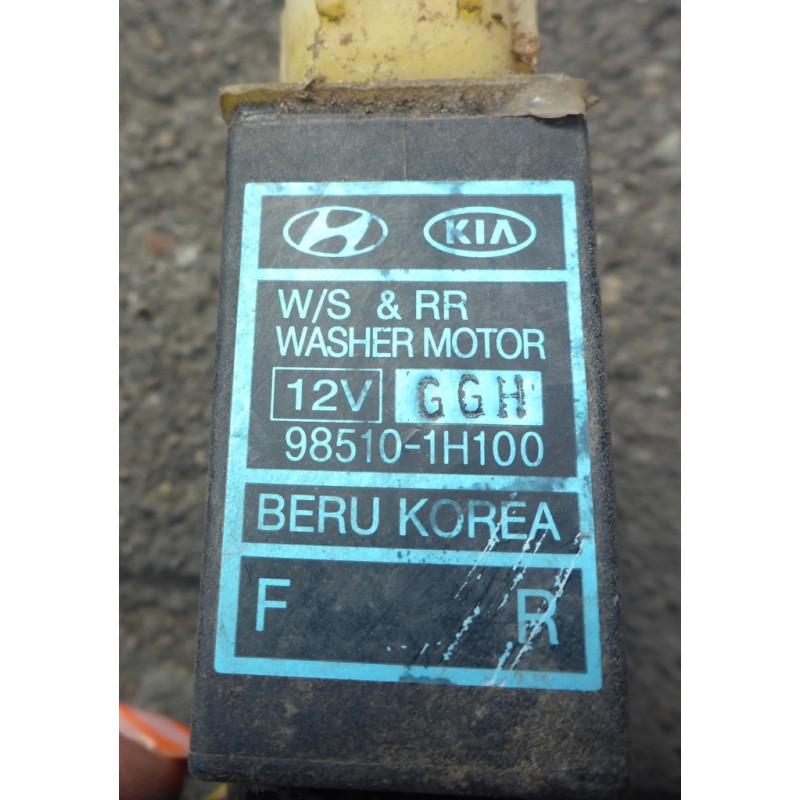 KIA
W/S & RR
WASHER MOTOR
12V GGH
98510-1H100
BERU KOREA
F R